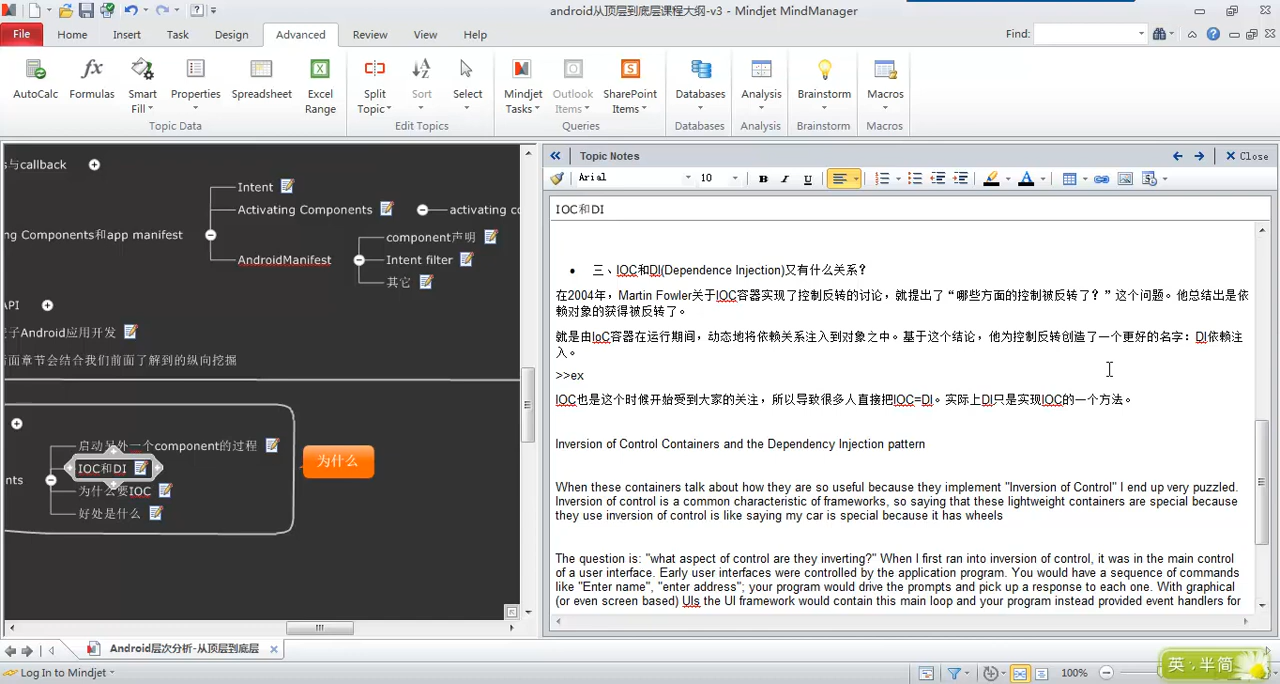 android从顶层到底层课程大纲-v3 - Mindjet MindManager
File Home Insert Task Design Advanced Review View Help
Find:
AutoCalc Formulas Smart Fill Properties Spreadsheet Excel Range Split Topic Sort Select Mindjet Tasks Outlook Items SharePoint Items Databases Analysis Brainstorm Macros
Topic Data Edit Topics Queries Databases Analysis Brainstorm Macros
s与callback
Intent
Activating Components
activating co
ng Components和app manifest
component声明
AndroidManifest
Intent filter
其它
API
Android应用开发
面章节会结合我们前面了解到的纵向挖掘
启动另外一个component的过程
IOC和DI
nts
为什么要IOC
好处是什么
为什么
Topic Notes
Close
Arial 10 B I U
IOC和DI
• 三、IOC和DI(Dependence Injection)又有什么关系？
在2004年，Martin Fowler关于IOC容器实现了控制反转的讨论，就提出了“哪些方面的控制被反转了？”这个问题。他总结出是依
赖对象的获得被反转了。
就是由IoC容器在运行期间，动态地将依赖关系注入到对象之中。基于这个结论，他为控制反转创造了一个更好的名字：DI依赖注
入。
>>ex
IOC也是这个时候开始受到大家的关注，所以导致很多人直接把IOC=DI。实际上DI只是实现IOC的一个方法。
Inversion of Control Containers and the Dependency Injection pattern
When these containers talk about how they are so useful because they implement "Inversion of Control" I end up very puzzled.
Inversion of control is a common characteristic of frameworks, so saying that these lightweight containers are special because
they use inversion of control is like saying my car is special because it has wheels
The question is: "what aspect of control are they inverting?" When I first ran into inversion of control, it was in the main control
of a user interface. Early user interfaces were controlled by the application program. You would have a sequence of commands
like "Enter name", "enter address"; your program would drive the prompts and pick up a response to each one. With graphical
(or even screen based) UIs the UI framework would contain this main loop and your program instead provided event handlers for
Android层次分析-从顶层到底层
Log In to Mindjet
100%
英 半 简